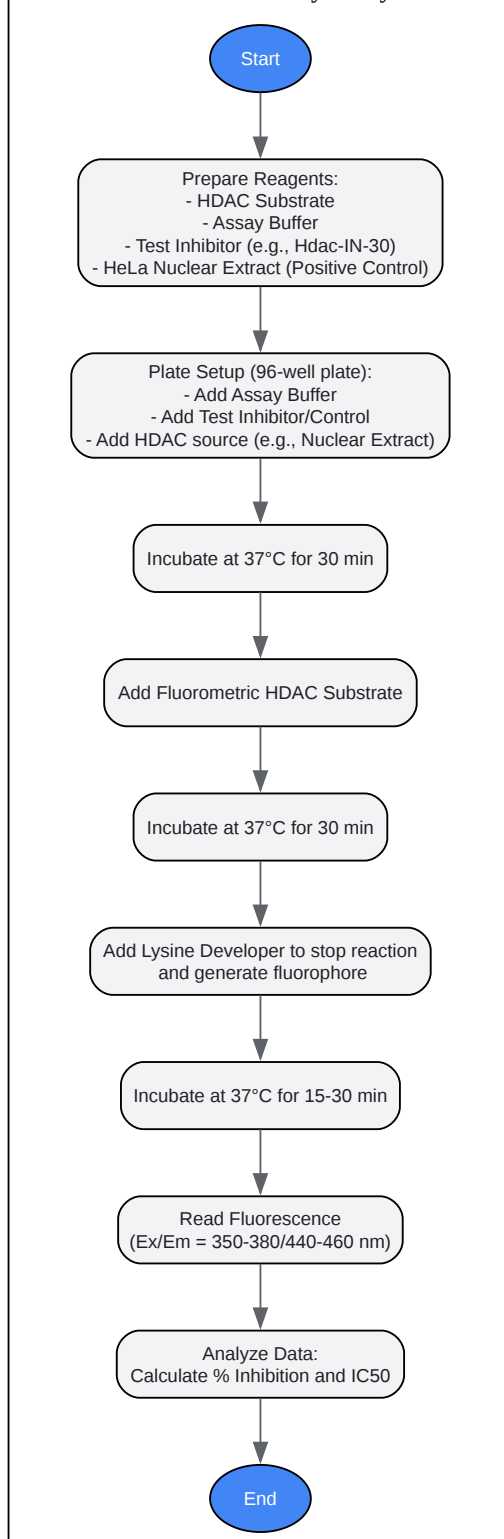 Start
Prepare Reagents:
- HDAC Substrate
- Assay Buffer
- Test Inhibitor (e.g., Hdac-IN-30)
- HeLa Nuclear Extract (Positive Control)
Plate Setup (96-well plate):
- Add Assay Buffer
- Add Test Inhibitor/Control
- Add HDAC source (e.g., Nuclear Extract)
Incubate at 37°C for 30 min
Add Fluorometric HDAC Substrate
Incubate at 37°C for 30 min
Add Lysine Developer to stop reaction
and generate fluorophore
Incubate at 37°C for 15-30 min
Read Fluorescence
(Ex/Em = 350-380/440-460 nm)
Analyze Data:
Calculate % Inhibition and IC50
End